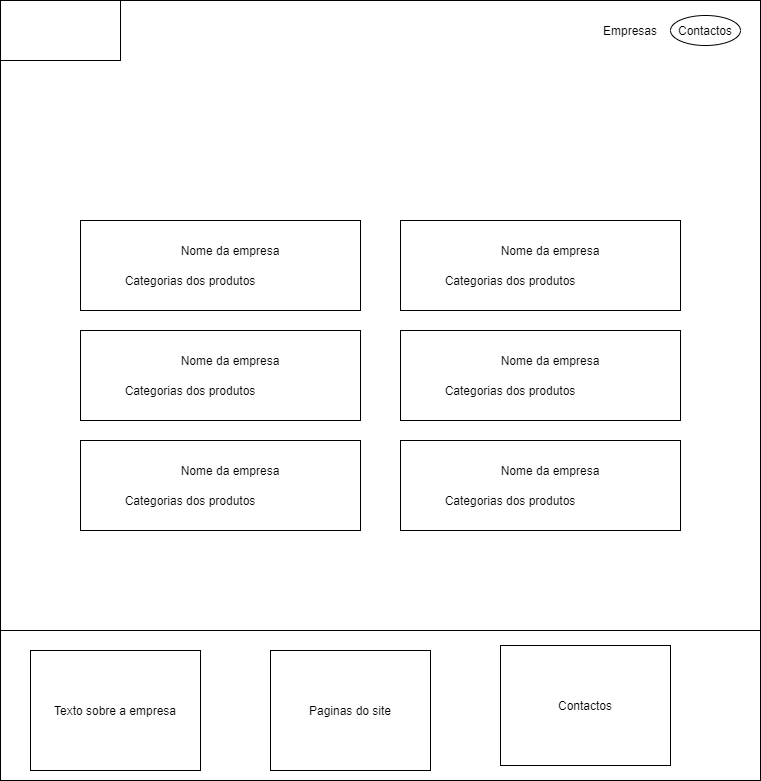 Empresas
Contactos
Nome da empresa
Categorias dos produtos
Nome da empresa
Categorias dos produtos
Nome da empresa
Categorias dos produtos
Nome da empresa
Categorias dos produtos
Nome da empresa
Categorias dos produtos
Nome da empresa
Categorias dos produtos
Texto sobre a empresa
Paginas do site
Contactos